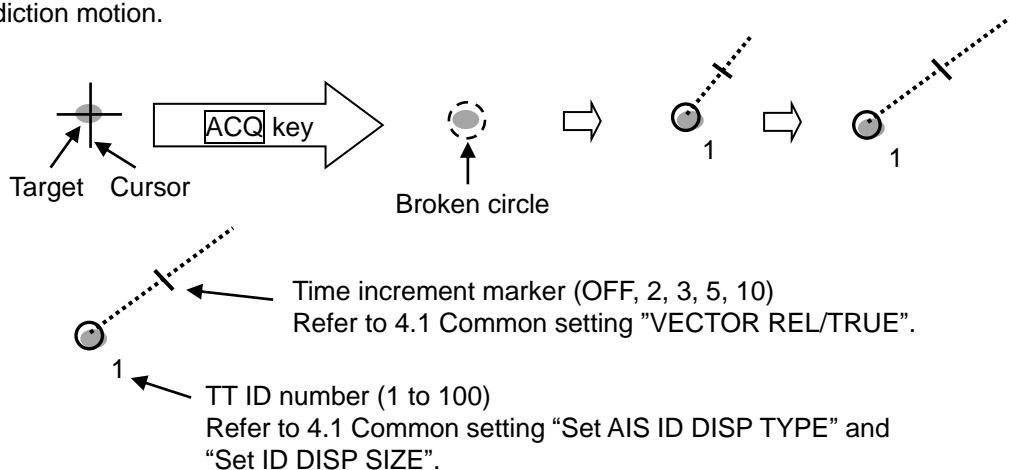 diction motion.
ACQ key
1
1
Target Cursor
Broken circle
Time increment marker (OFF, 2, 3, 5, 10)
Refer to 4.1 Common setting ”VECTOR REL/TRUE”.
1
TT ID number (1 to 100)
Refer to 4.1 Common setting “Set AIS ID DISP TYPE” and
“Set ID DISP SIZE”.